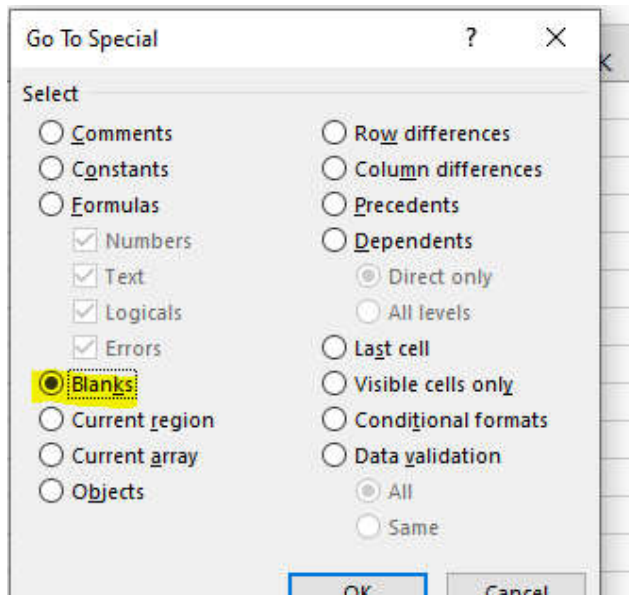 Go To Special ? X
K
Select
Comments
Constants
Formulas
Numbers
Text
Logicals
Errors
Blanks
Current region
Current array
Objects
Row differences
Column differences
Precedents
Dependents
Direct only
All levels
Last cell
Visible cells only
Conditional formats
Data validation
All
Same
OK
Cancel